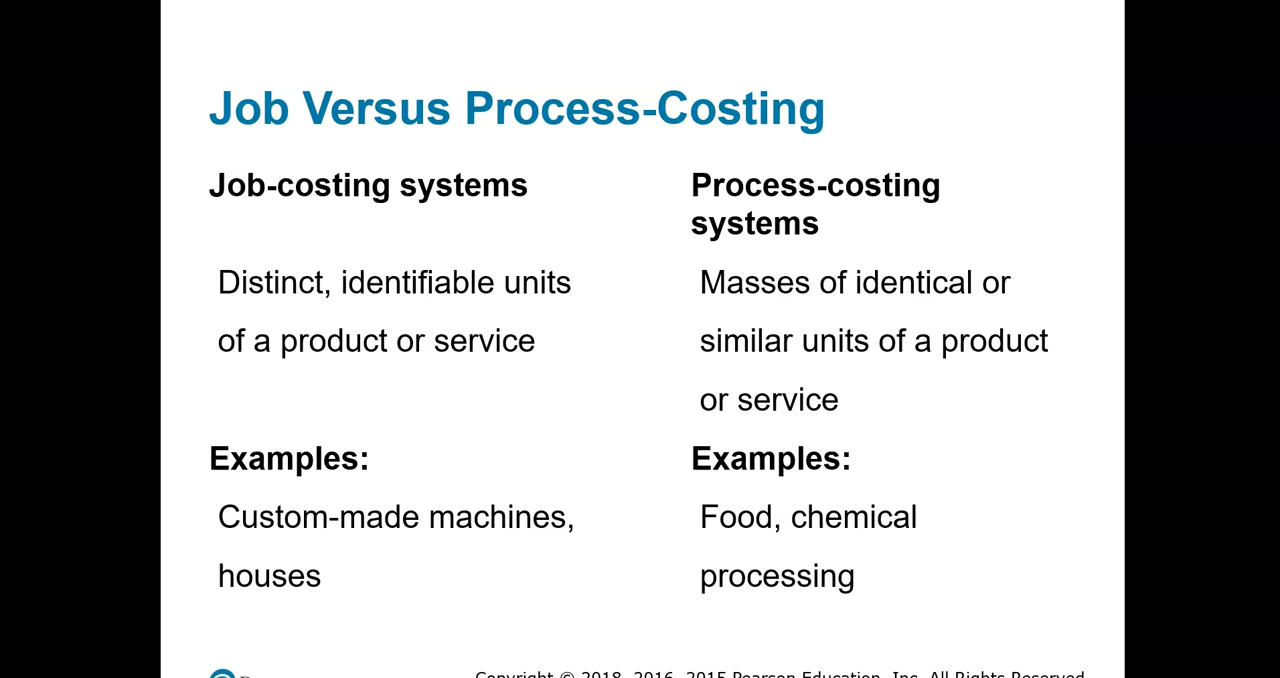 Job Versus Process-Costing
Job-costing systems
Distinct, identifiable units
of a product or service
Examples:
Custom-made machines,
houses
Process-costing
systems
Masses of identical or
similar units of a product
or service
Examples:
Food, chemical
processing
Copyright © 2018, 2016, 2015 Pearson Education, Inc. All Rights Reserved